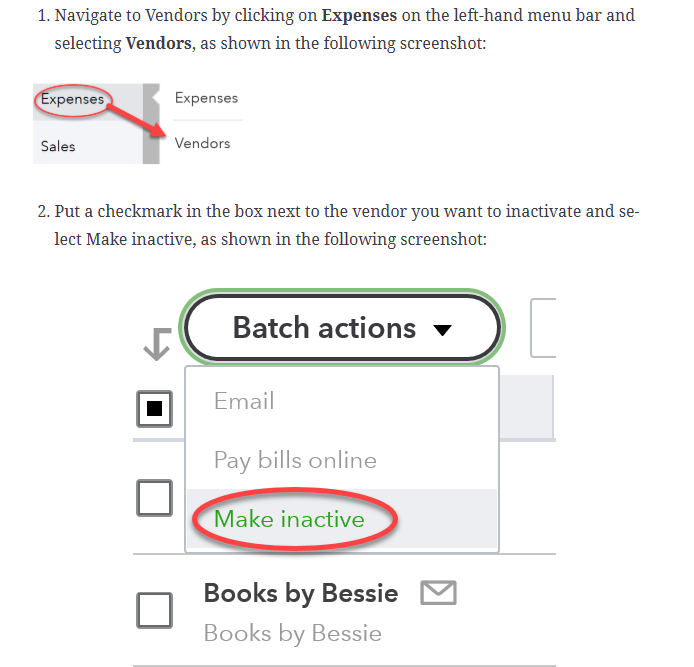 1. Navigate to Vendors by clicking on Expenses on the left-hand menu bar and
selecting Vendors, as shown in the following screenshot:
Expenses
Expenses
Sales
Vendors
2. Put a checkmark in the box next to the vendor you want to inactivate and se-
lect Make inactive, as shown in the following screenshot:
Batch actions
Email
Pay bills online
Make inactive
Books by Bessie
Books by Bessie